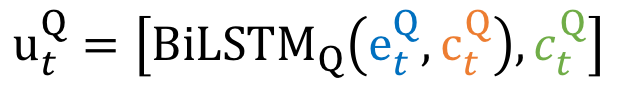 u_t^Q = [BiLSTM_Q(e_t^Q, c_t^Q), c_t^Q]